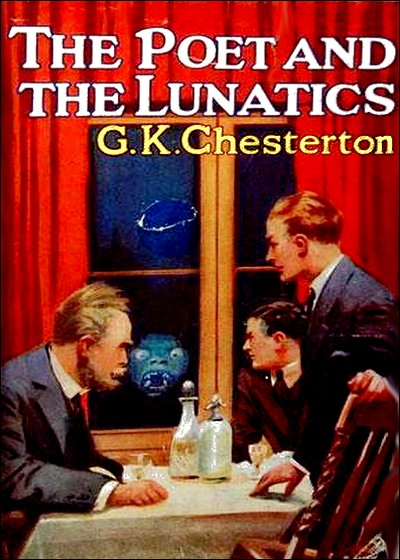 THE POET AND
THE LUNATICS
G.K.Chesterton